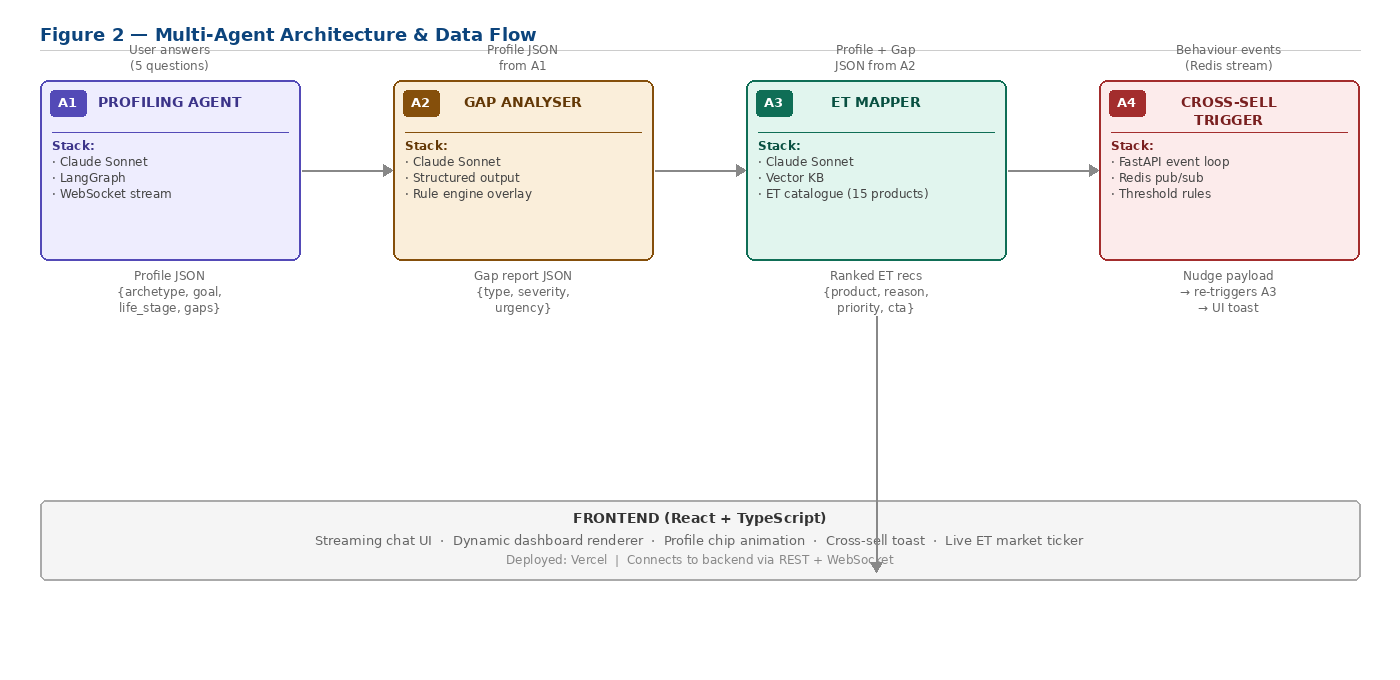 Figure 2 — Multi-Agent Architecture & Data Flow
User answers
(5 questions)
A1 PROFILING AGENT
Stack:
· Claude Sonnet
· LangGraph
· WebSocket stream
Profile JSON
{archetype, goal,
life_stage, gaps}
Profile JSON
from A1
A2 GAP ANALYSER
Stack:
· Claude Sonnet
· Structured output
· Rule engine overlay
Gap report JSON
{type, severity,
urgency}
Profile + Gap
JSON from A2
A3 ET MAPPER
Stack:
· Claude Sonnet
· Vector KB
· ET catalogue (15 products)
Ranked ET recs
{product, reason,
priority, cta}
Behaviour events
(Redis stream)
A4 CROSS-SELL
TRIGGER
Stack:
· FastAPI event loop
· Redis pub/sub
· Threshold rules
Nudge payload
→ re-triggers A3
→ UI toast
FRONTEND (React + TypeScript)
Streaming chat UI · Dynamic dashboard renderer · Profile chip animation · Cross-sell toast · Live ET market ticker
Deployed: Vercel | Connects to backend via REST + WebSocket